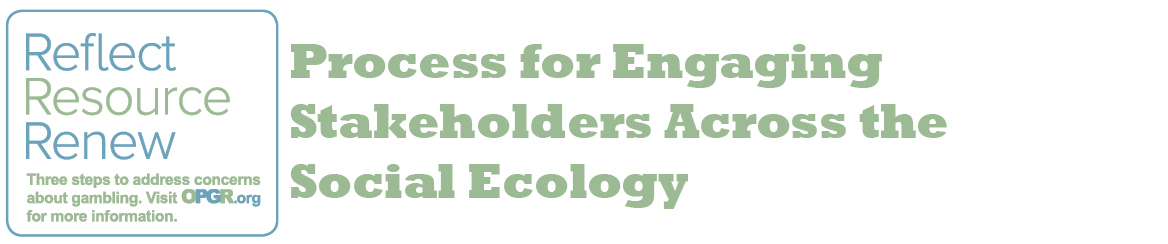 Reflect
Resource
Renew
Three steps to address concerns
about gambling. Visit OPGR.org
for more information.
Process for Engaging
Stakeholders Across the
Social Ecology